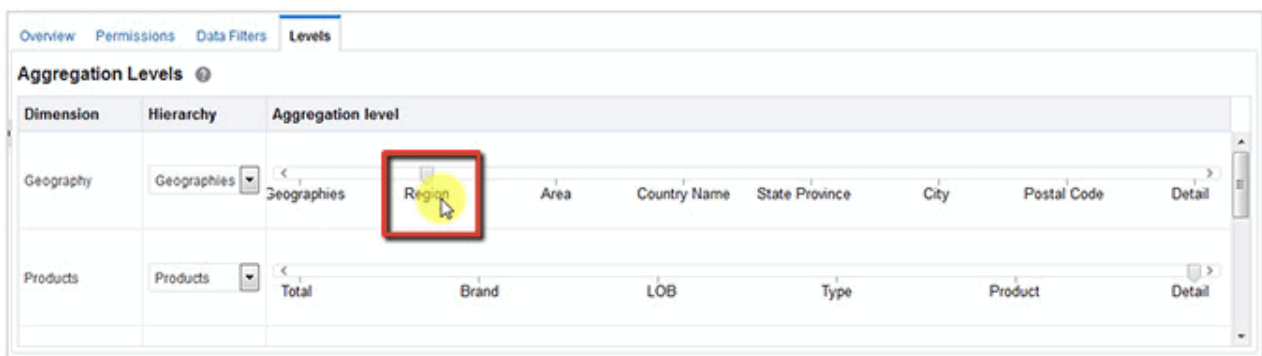 Overview Permissions Data Filters Levels
Aggregation Levels ?
Dimension Hierarchy Aggregation level
Geography Geographies Geographies Region Area Country Name State Province City Postal Code Detail
Products Products Total Brand LOB Type Product Detail